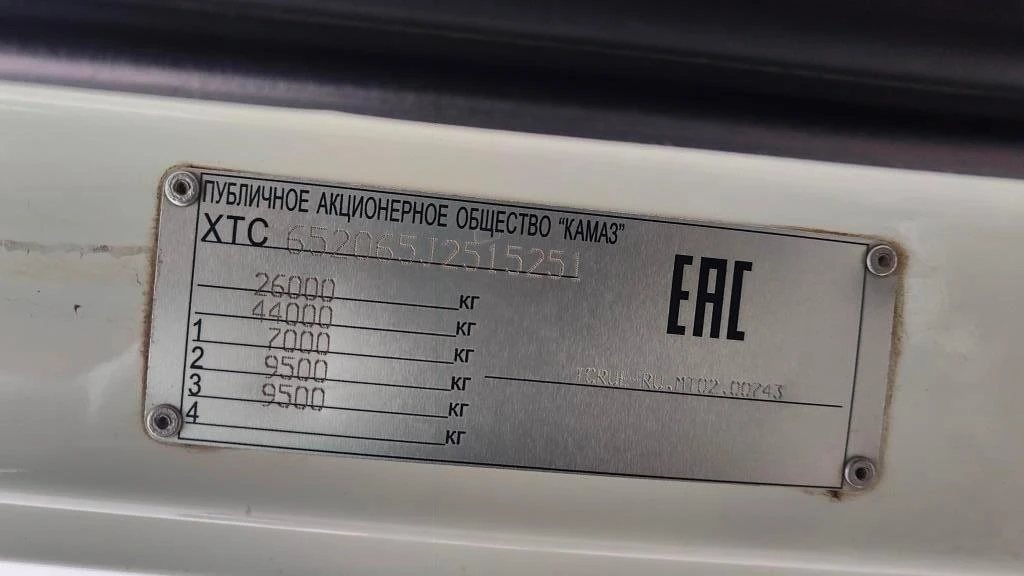 ПУБЛИЧНОЕ АКЦИОНЕРНОЕ ОБЩЕСТВО "КАМАЗ"
XTC 652065J2515251
26000 КГ
44000 КГ
1 7000 КГ
2 9500 КГ
3 9500 КГ
4 КГ
EAC
TCRU K-RU.MT02.00743